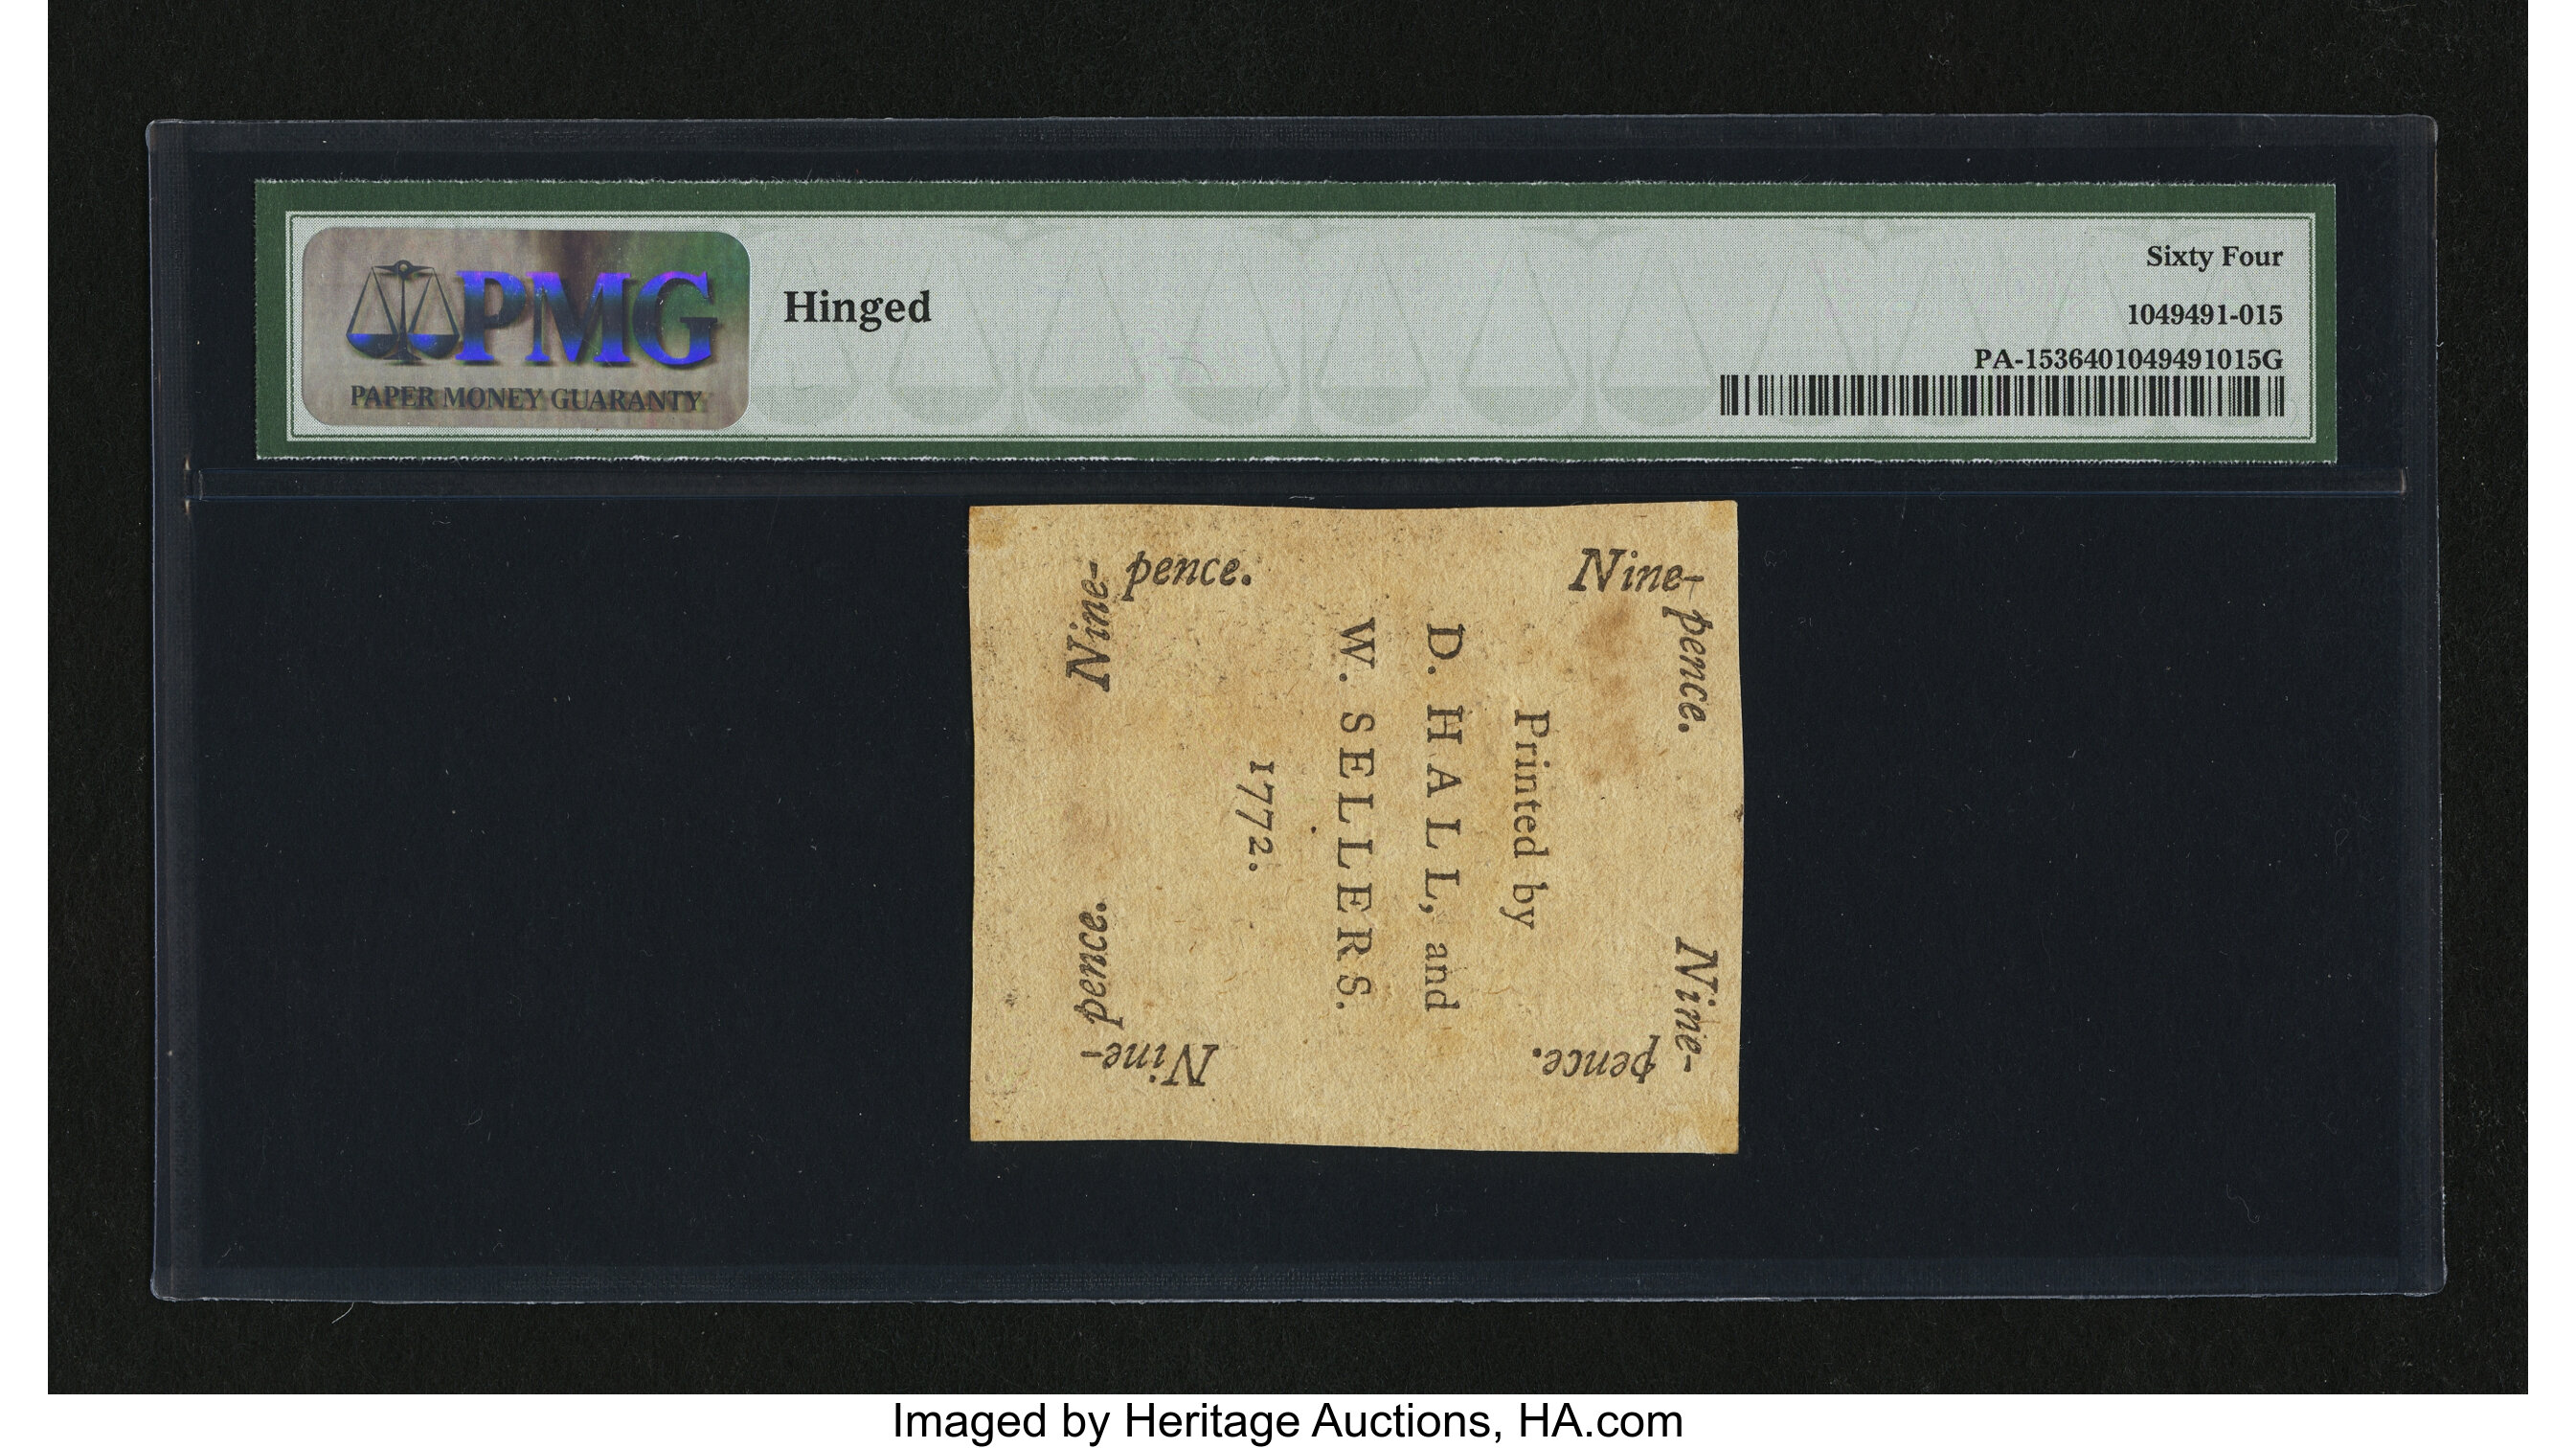 PMG
PAPER MONEY GUARANTY
Hinged
Sixty Four
1049491-015
PA-1536401049491015G
Nine-
pence.
Nine-
pence.
Nine-
pence.
Nine-
pence.
Printed by
D. HALL, and
W. SELLERS.
1772.
Imaged by Heritage Auctions, HA.com